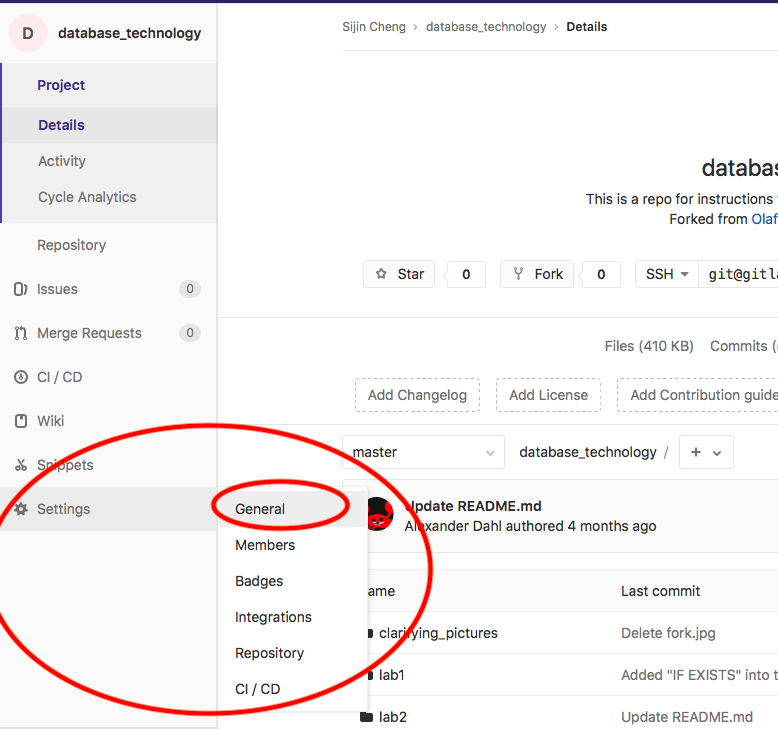 D database_technology
Project
Details
Activity
Cycle Analytics
Repository
Issues 0
Merge Requests 0
CI / CD
Wiki
Snippets
Settings
General
Members
Badges
Integrations
Repository
CI / CD
Sijin Cheng > database_technology > Details
databas
This is a repo for instructions
Forked from Olaf
Star 0 Fork 0 SSH git@gitla
Files (410 KB) Commits (
Add Changelog Add License Add Contribution guide
master database_technology / +
Update README.md
Alexander Dahl authored 4 months ago
ame Last commit
clarifying_pictures Delete fork.jpg
lab1 Added "IF EXISTS" into t
lab2 Update README.md